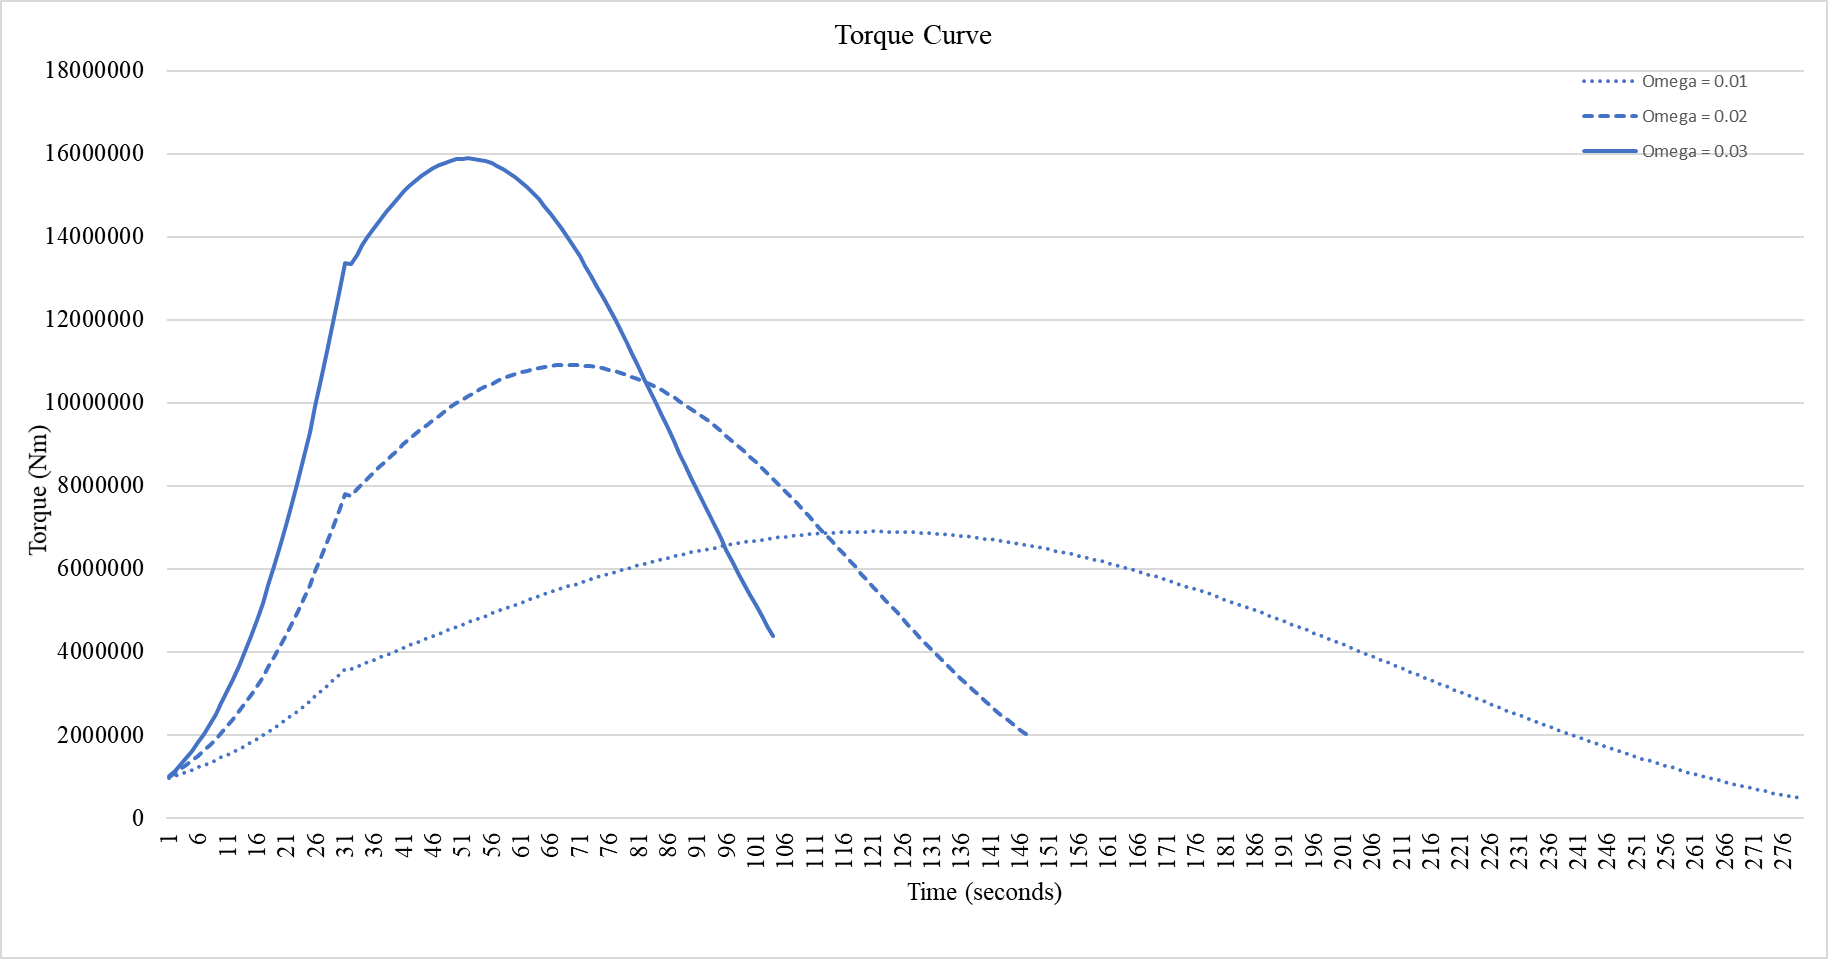 Torque Curve
18000000
16000000
14000000
12000000
10000000
8000000
6000000
4000000
2000000
0
Torque (Nm)
Omega = 0.01
Omega = 0.02
Omega = 0.03
1 6 11 16 21 26 31 36 41 46 51 56 61 66 71 76 81 86 91 96 101 106 111 116 121 126 131 136 141 146 151 156 161 166 171 176 181 186 191 196 201 206 211 216 221 226 231 236 241 246 251 256 261 266 271 276
Time (seconds)